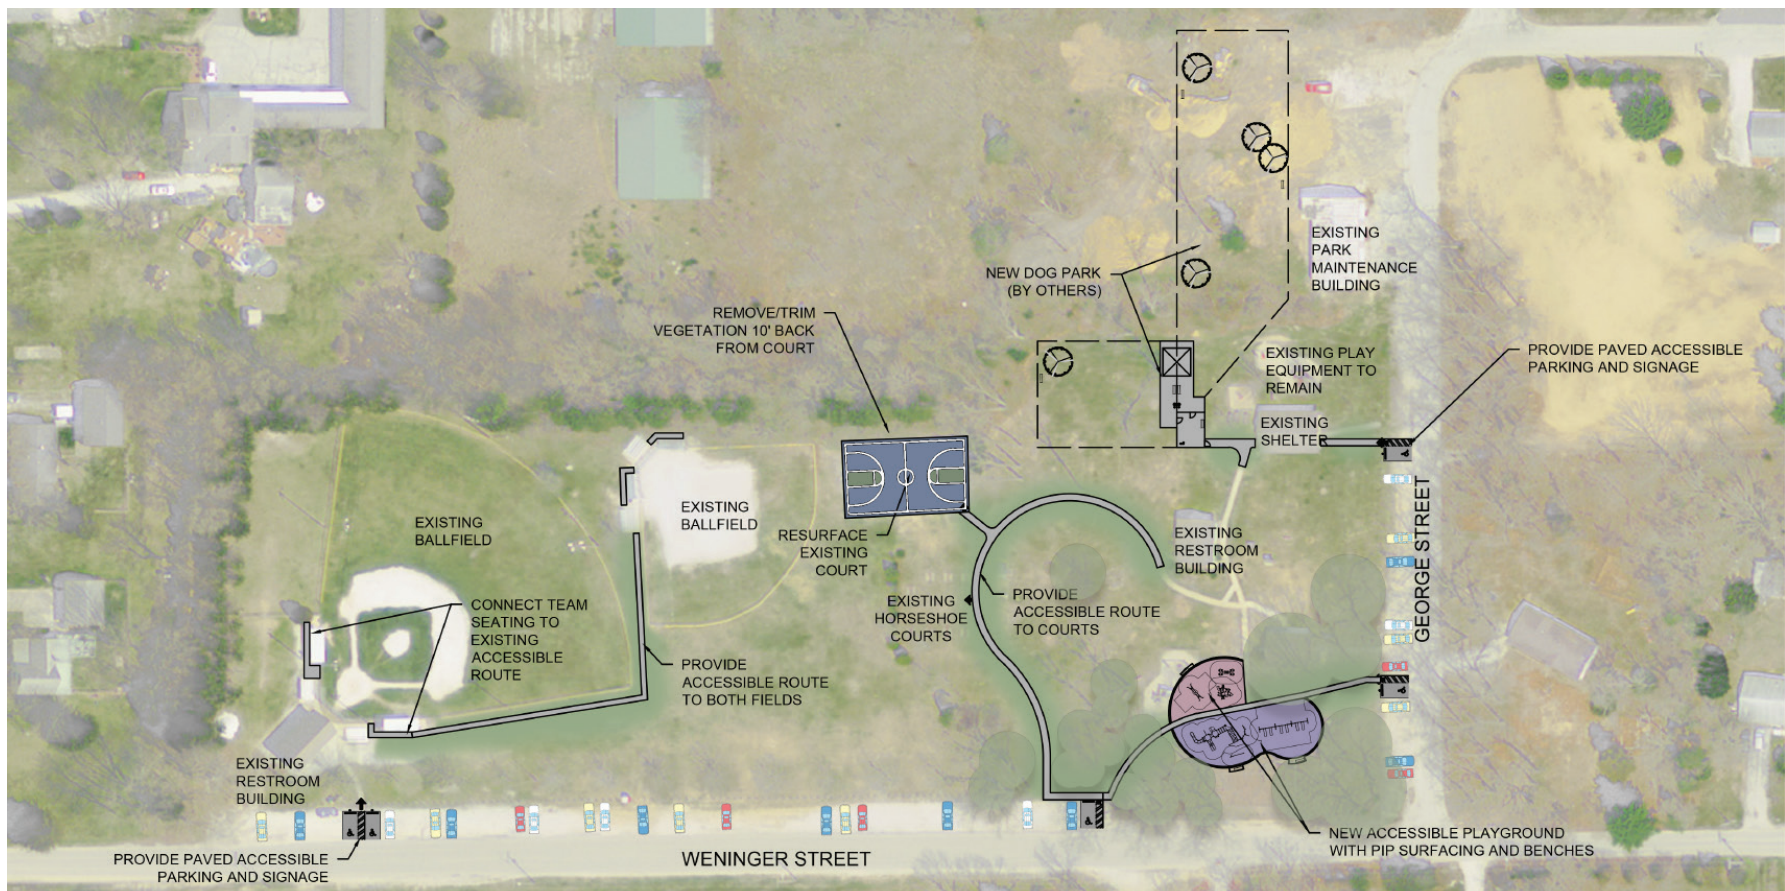 EXISTING
PARK
MAINTENANCE
BUILDING
NEW DOG PARK
(BY OTHERS)
REMOVE/TRIM
VEGETATION 10' BACK
FROM COURT
EXISTING PLAY
EQUIPMENT TO
REMAIN
PROVIDE PAVED ACCESSIBLE
PARKING AND SIGNAGE
EXISTING
SHELTER
EXISTING
BALLFIELD
EXISTING
BALLFIELD
RESURFACE
EXISTING
COURT
EXISTING
RESTROOM
BUILDING
GEORGE STREET
CONNECT TEAM
SEATING TO
EXISTING
ACCESSIBLE
ROUTE
EXISTING
HORSESHOE
COURTS
PROVIDE
ACCESSIBLE ROUTE
TO COURTS
PROVIDE
ACCESSIBLE ROUTE
TO BOTH FIELDS
EXISTING
RESTROOM
BUILDING
NEW ACCESSIBLE PLAYGROUND
WITH PIP SURFACING AND BENCHES
WENINGER STREET
PROVIDE PAVED ACCESSIBLE
PARKING AND SIGNAGE